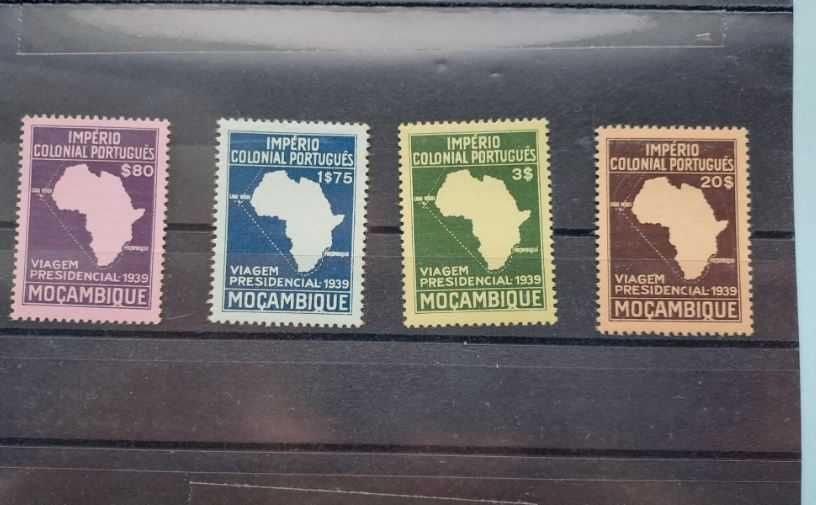 IMPÉRIO
COLONIAL PORTUGUÊS
$80
VIAGEM
PRESIDENCIAL·1939
MOÇAMBIQUE
IMPÉRIO
COLONIAL PORTUGUÊS
1$75
VIAGEM
PRESIDENCIAL·1939
MOÇAMBIQUE
IMPÉRIO
COLONIAL PORTUGUÊS
3$
VIAGEM
PRESIDENCIAL·1939
MOÇAMBIQUE
IMPÉRIO
COLONIAL PORTUGUÊS
20$
VIAGEM
PRESIDENCIAL·1939
MOÇAMBIQUE